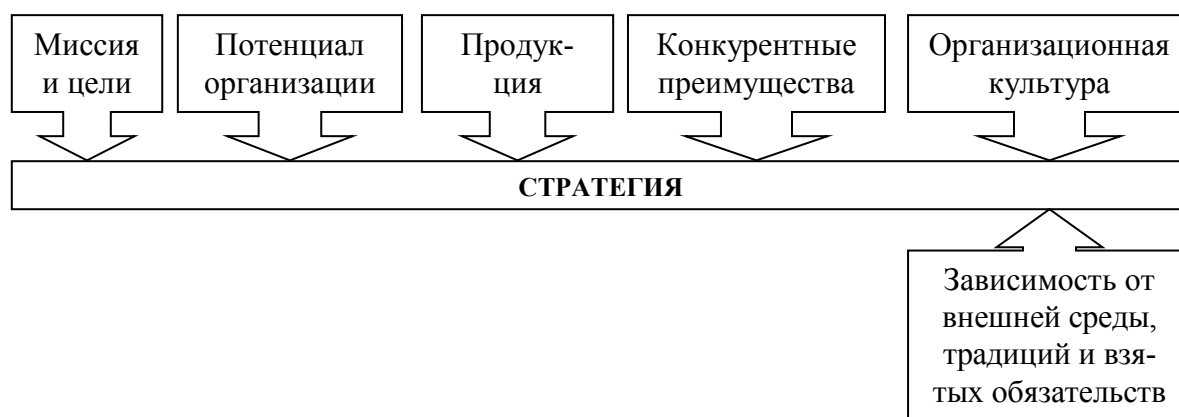 Миссия
и цели
Потенциал
организации
Продук-
ция
Конкурентные
преимущества
Организационная
культура
СТРАТЕГИЯ
Зависимость от
внешней среды,
традиций и взя-
тых обязательств